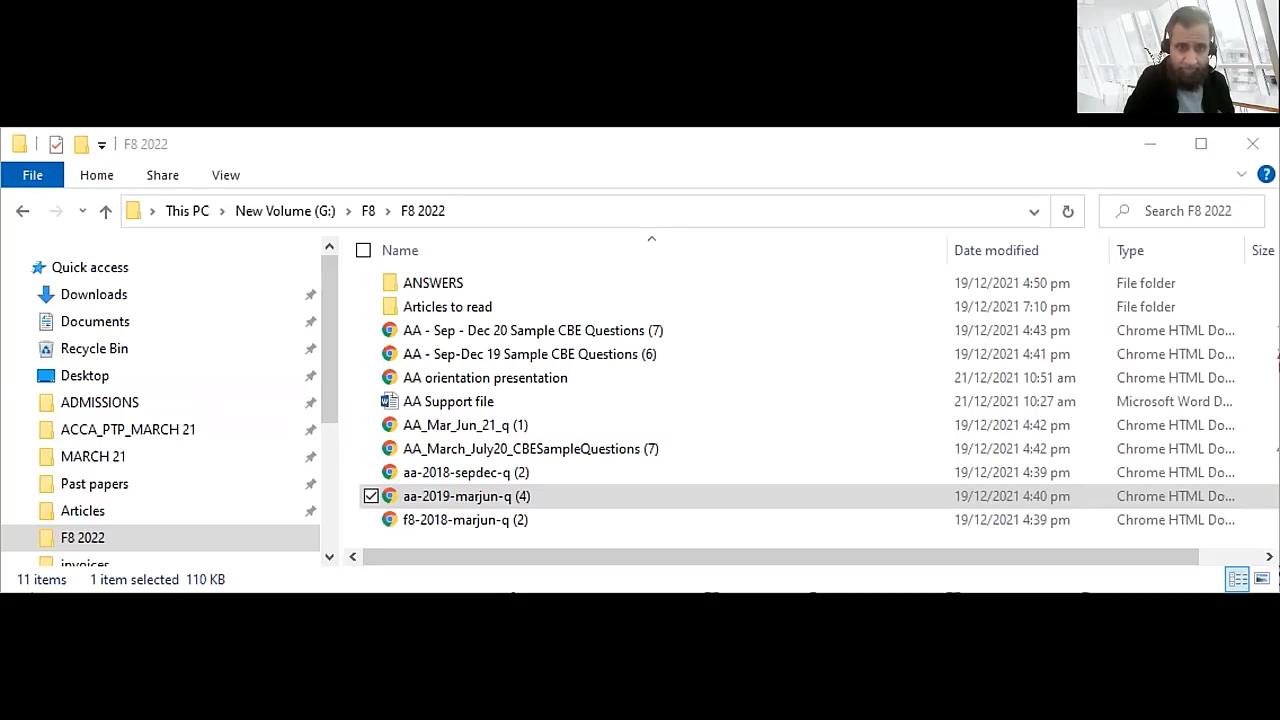 F8 2022
File Home Share View
This PC New Volume (G:) F8 F8 2022 Search F8 2022
Name Date modified Type Size
Quick access
Downloads
Documents
Recycle Bin
Desktop
ADMISSIONS
ACCA_PTP_MARCH 21
MARCH 21
Past papers
Articles
F8 2022
invoices
ANSWERS 19/12/2021 4:50 pm File folder
Articles to read 19/12/2021 7:10 pm File folder
AA - Sep - Dec 20 Sample CBE Questions (7) 19/12/2021 4:43 pm Chrome HTML Do...
AA - Sep-Dec 19 Sample CBE Questions (6) 19/12/2021 4:41 pm Chrome HTML Do...
AA orientation presentation 21/12/2021 10:51 am Chrome HTML Do...
AA Support file 21/12/2021 10:27 am Microsoft Word D...
AA_Mar_Jun_21_q (1) 19/12/2021 4:42 pm Chrome HTML Do...
AA_March_July20_CBESampleQuestions (7) 19/12/2021 4:42 pm Chrome HTML Do...
aa-2018-sepdec-q (2) 19/12/2021 4:39 pm Chrome HTML Do...
aa-2019-marjun-q (4) 19/12/2021 4:40 pm Chrome HTML Do...
f8-2018-marjun-q (2) 19/12/2021 4:39 pm Chrome HTML Do...
11 items 1 item selected 110 KB